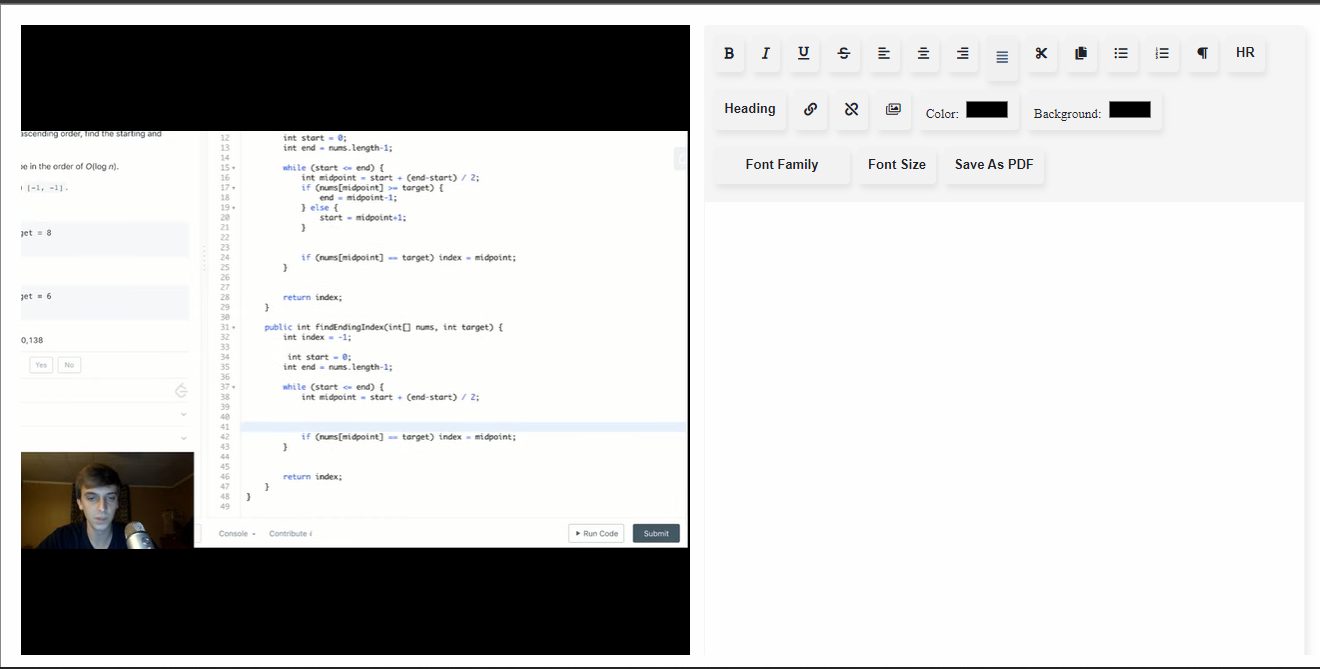 ascending order, find the starting and
be in the order of O(log n).
[-1, -1].
get = 8
get = 6
0,138
Yes No
12 int start = 0;
13 int end = nums.length-1;
14
15 while (start <= end) {
16 int midpoint = start + (end-start) / 2;
17 if (nums[midpoint] >= target) {
18 end = midpoint-1;
19 } else {
20 start = midpoint+1;
21 }
22
23
24 if (nums[midpoint] == target) index = midpoint;
25 }
26
27
28 return index;
29 }
30
31 public int findEndingIndex(int[] nums, int target) {
32 int index = -1;
33
34 int start = 0;
35 int end = nums.length-1;
36
37 while (start <= end) {
38 int midpoint = start + (end-start) / 2;
39
40
41
42 if (nums[midpoint] == target) index = midpoint;
43 }
44
45
46 return index;
47 }
48 }
49
Console Contribute i Run Code Submit
B I U S HR
Heading Color: Background:
Font Family Font Size Save As PDF